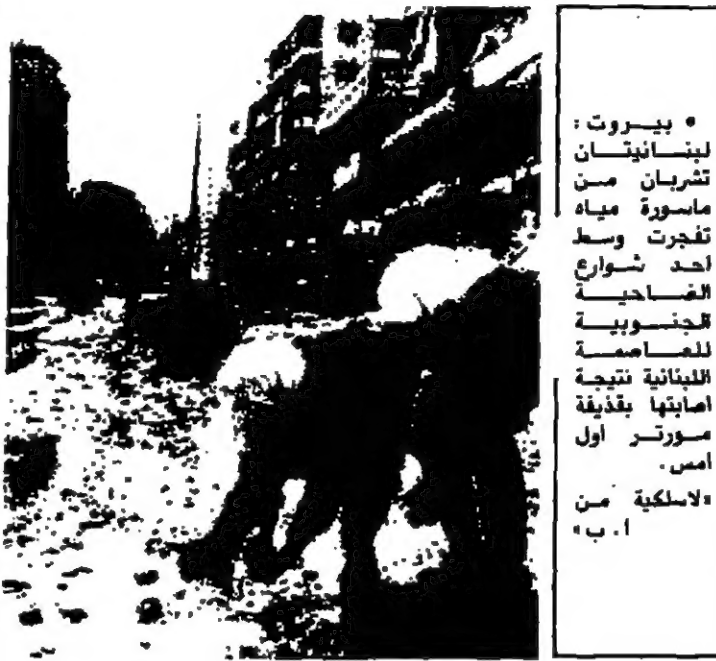 • بيروت :
لبنانيتان
تشربان من
ماسورة مياه
تفجرت وسط
احد شوارع
الضاحية
الجنوبية
للعاصمة
اللبنانية نتيجة
اصابتها بقذيفة
مورتر اول
امس .
«لاسلكية من
أ . ب»